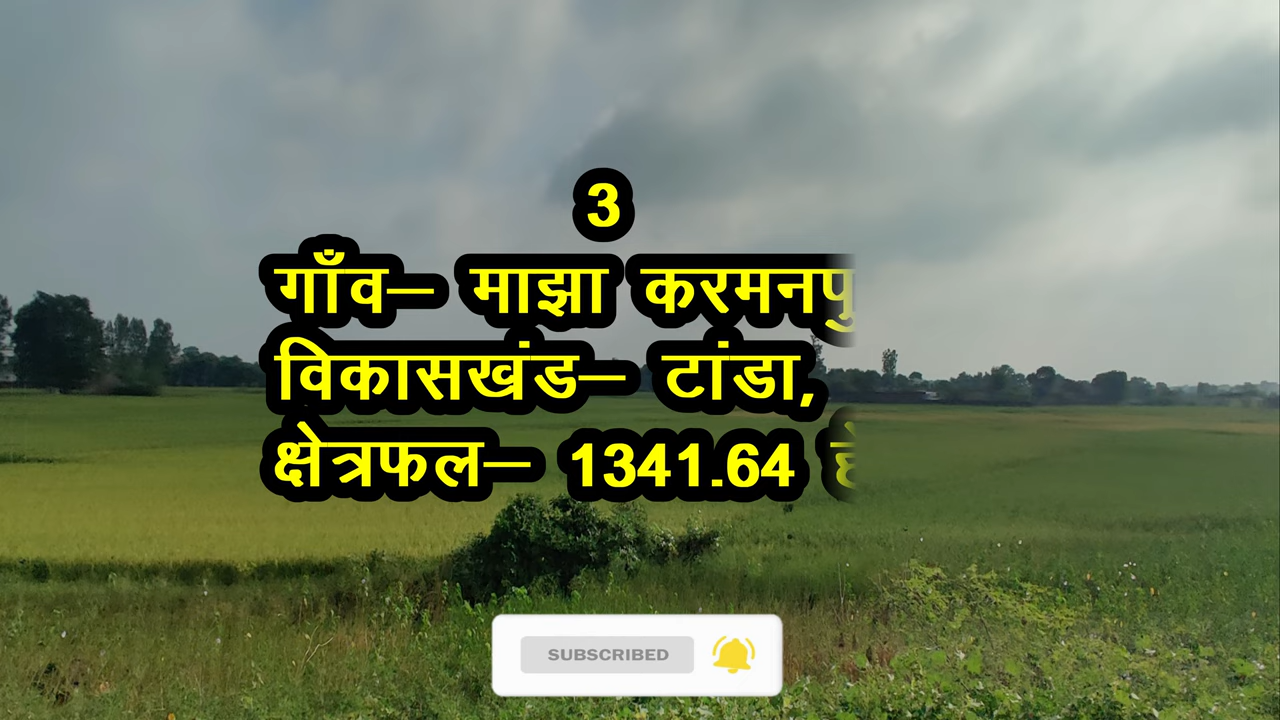 3
गाँव– माझा करमनपु
विकासखंड– टांडा,
क्षेत्रफल– 1341.64
SUBSCRIBED